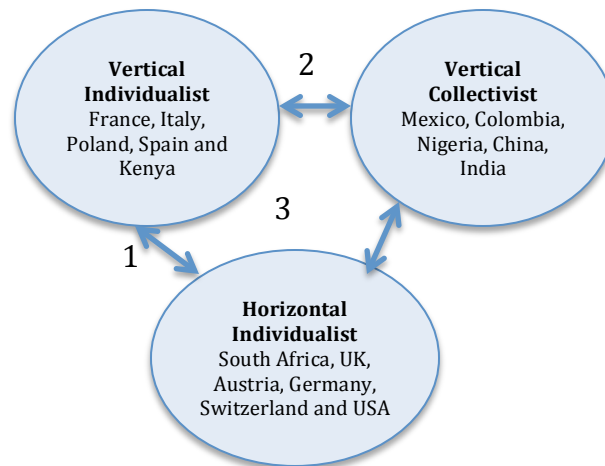 Vertical
Individualist
France, Italy,
Poland, Spain and
Kenya
2
Vertical
Collectivist
Mexico, Colombia,
Nigeria, China,
India
3
1
Horizontal
Individualist
South Africa, UK,
Austria, Germany,
Switzerland and USA